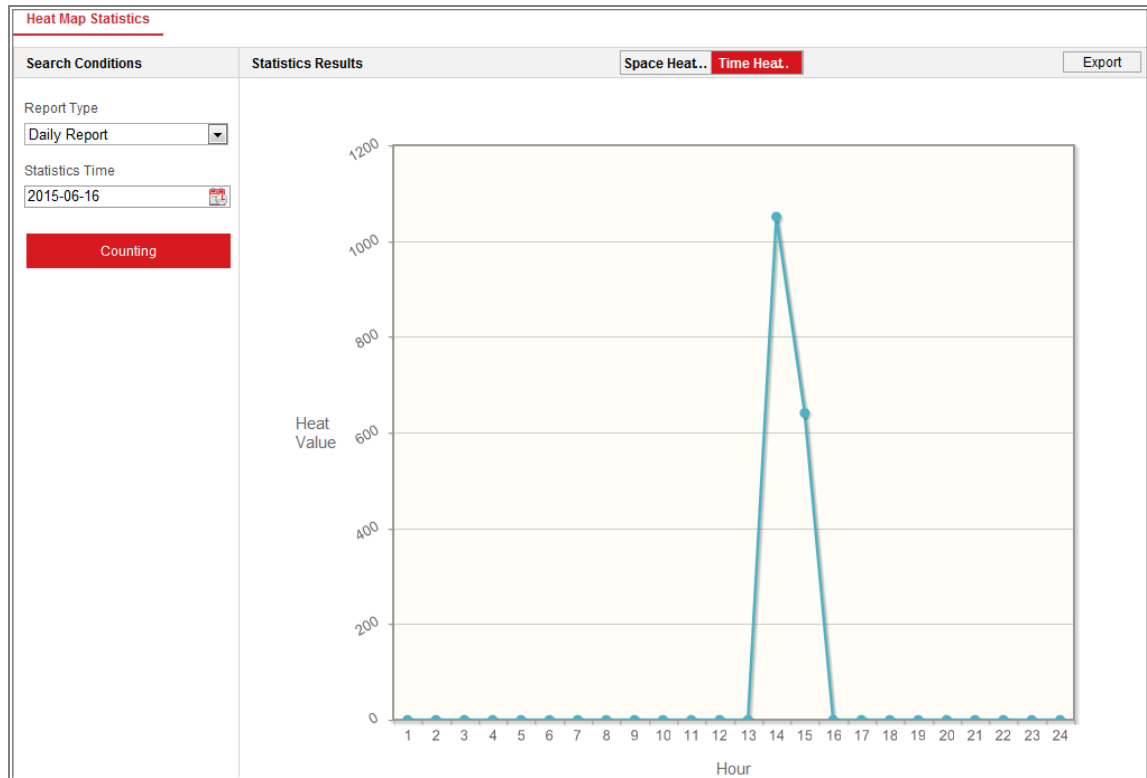 Heat Map Statistics
Search Conditions
Statistics Results
Space Heat...
Time Heat..
Export
Report Type
Daily Report
Statistics Time
2015-06-16
Counting
1200
1000
800
600
400
200
0
Heat
Value
1 2 3 4 5 6 7 8 9 10 11 12 13 14 15 16 17 18 19 20 21 22 23 24
Hour